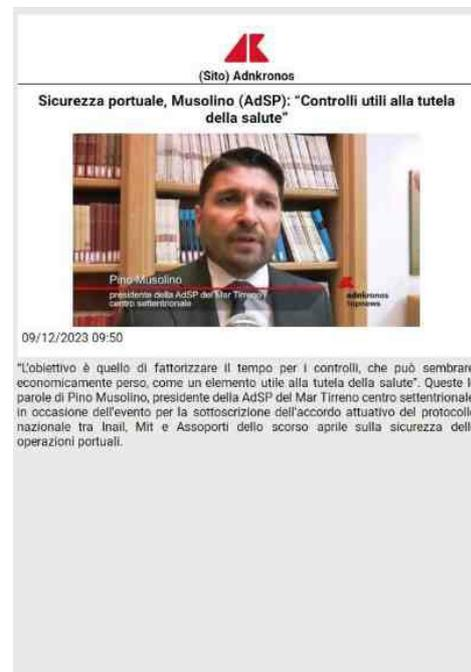 (Sito) Adnkronos
Sicurezza portuale, Musolino (AdSP): "Controlli utili alla tutela
della salute"
Pino Musolino
presidente della AdSP del Mar Tirreno
centro settentrionale
adnkronos
topnews
09/12/2023 09:50
"L'obiettivo è quello di fattorizzare il tempo per i controlli, che può sembrare
economicamente perso, come un elemento utile alla tutela della salute". Queste l
parole di Pino Musolino, presidente della AdSP del Mar Tirreno centro settentrionale
in occasione dell'evento per la sottoscrizione dell'accordo attuativo del protocoll
nazionale tra Inail, Mit e Assoporti dello scorso aprile sulla sicurezza dell
operazioni portuali.